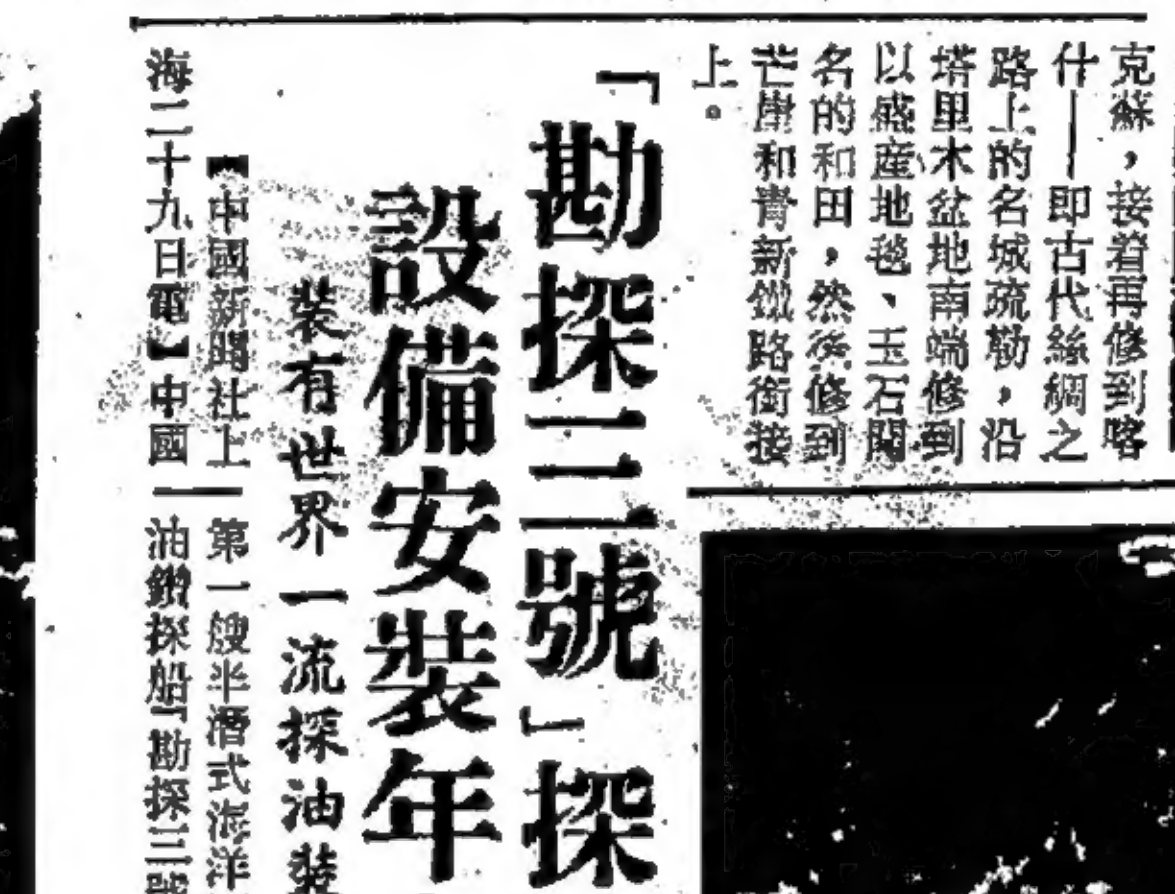 克蘇，接着再修到喀
什——即古代絲綢之
路上的名城疏勒，沿
塔里木盆地南端修到
以盛産地毯、玉石聞
名的和田，然後修到
芒崖和青新鐵路銜接
上。
「勘探三號」探
設備安裝年
裝有世界一流探油裝
【中國新聞社上
海二十九日電】中國
第一艘半潛式海洋
油鑽探船「勘探三號